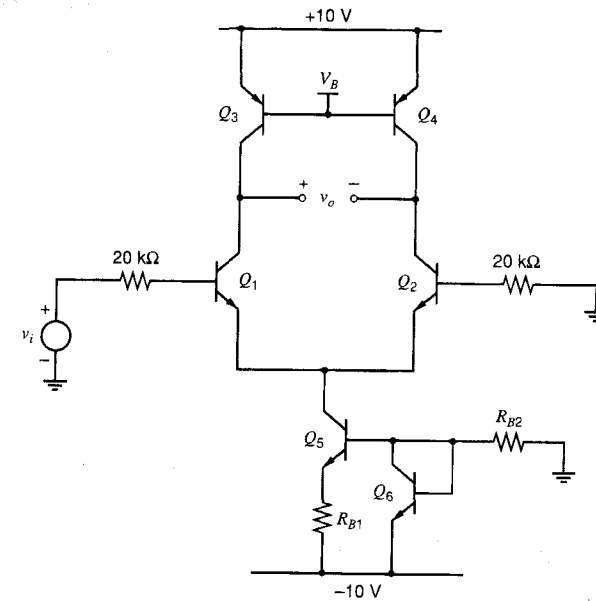 +10 V
V_B
Q_3
Q_4
+ v_o −
20 kΩ
20 kΩ
Q_1
Q_2
+
v_i
−
R_B2
Q_5
Q_6
R_B1
−10 V